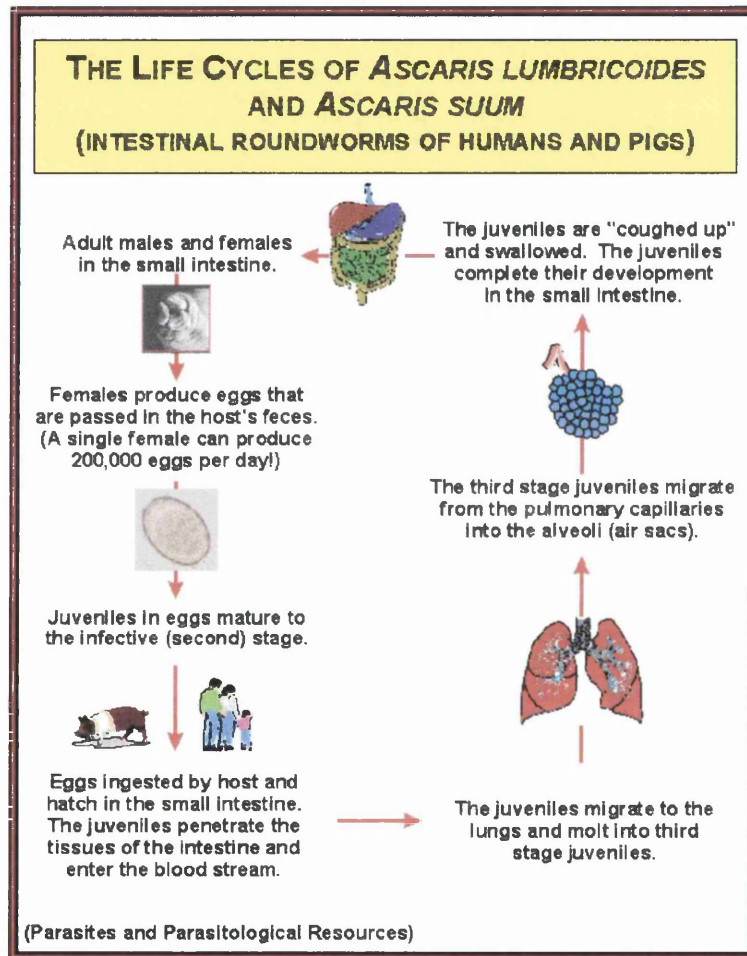 THE LIFE CYCLES OF ASCARIS LUMBRICOIDES
AND ASCARIS SUUM
(INTESTINAL ROUNDWORMS OF HUMANS AND PIGS)
Adult males and females
in the small intestine.
Females produce eggs that
are passed in the host's feces.
(A single female can produce
200,000 eggs per day!)
Juveniles in eggs mature to
the infective (second) stage.
Eggs ingested by host and
hatch in the small intestine.
The juveniles penetrate the
tissues of the intestine and
enter the blood stream.
The juveniles migrate to the
lungs and molt into third
stage juveniles.
The third stage juveniles migrate
from the pulmonary capillaries
into the alveoli (air sacs).
The juveniles are "coughed up"
and swallowed. The juveniles
complete their development
in the small intestine.
(Parasites and Parasitological Resources)